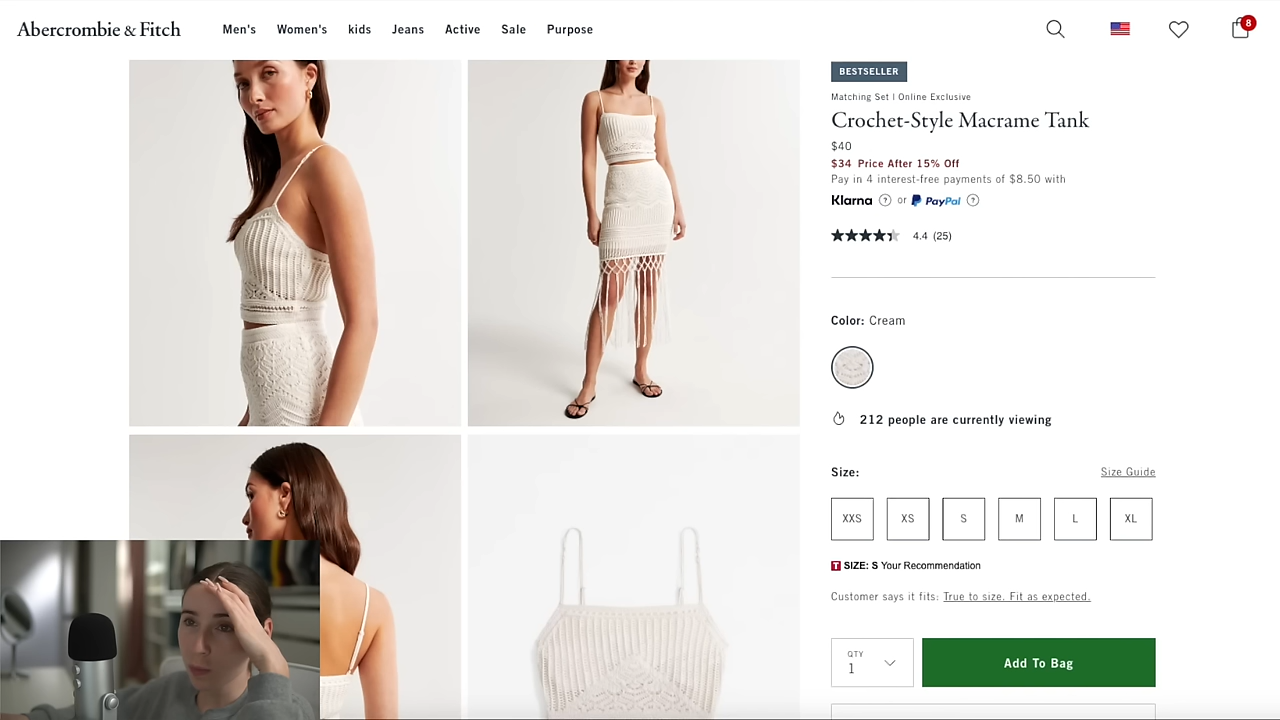 Abercrombie & Fitch
Men's Women's kids Jeans Active Sale Purpose
8
BESTSELLER
Matching Set | Online Exclusive
Crochet-Style Macrame Tank
$40
$34 Price After 15% Off
Pay in 4 interest-free payments of $8.50 with
Klarna ? or PayPal ?
4.4 (25)
Color: Cream
212 people are currently viewing
Size: Size Guide
XXS XS S M L XL
T SIZE: S Your Recommendation
Customer says it fits: True to size. Fit as expected.
QTY
1
Add To Bag